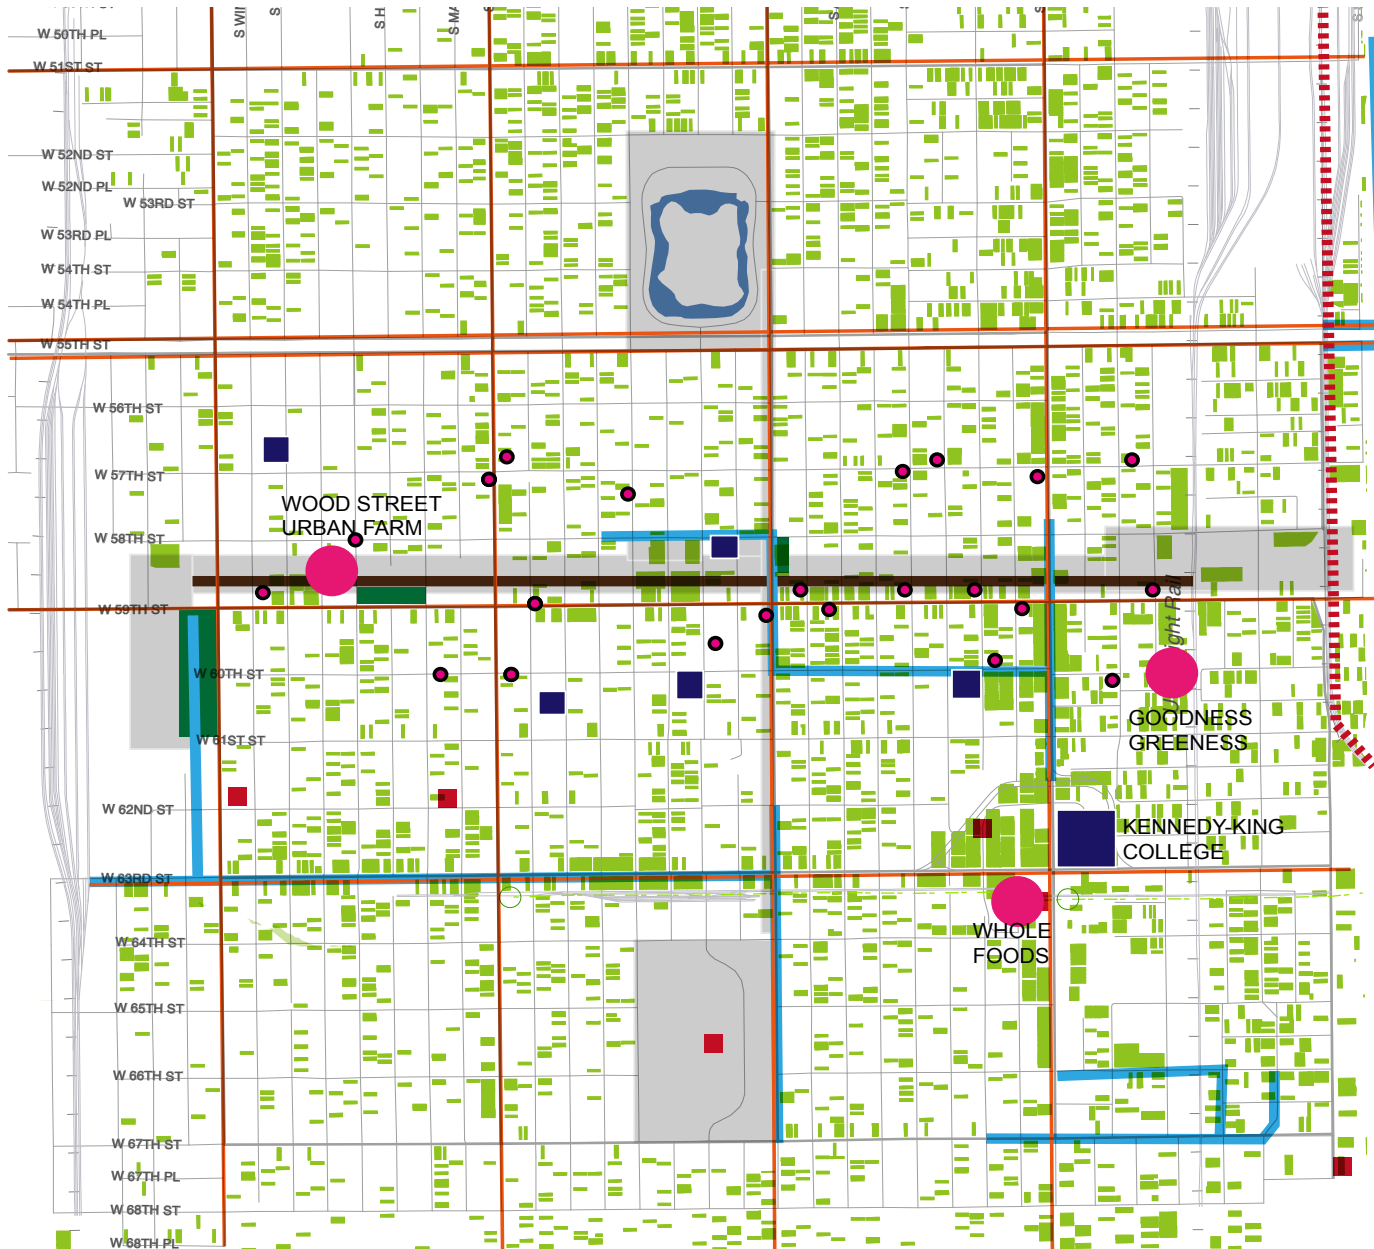 W 50TH PL
W 51ST ST
W 52ND ST
W 52ND PL
W 53RD ST
W 53RD PL
W 54TH ST
W 54TH PL
W 55TH ST
W 56TH ST
W 57TH ST
WOOD STREET
URBAN FARM
W 58TH ST
W 59TH ST
W 60TH ST
GOODNESS
GREENESS
W 61ST ST
W 62ND ST
KENNEDY-KING
COLLEGE
W 63RD ST
WHOLE
FOODS
W 64TH ST
W 65TH ST
W 66TH ST
W 67TH ST
W 67TH PL
W 68TH ST
W 68TH PL